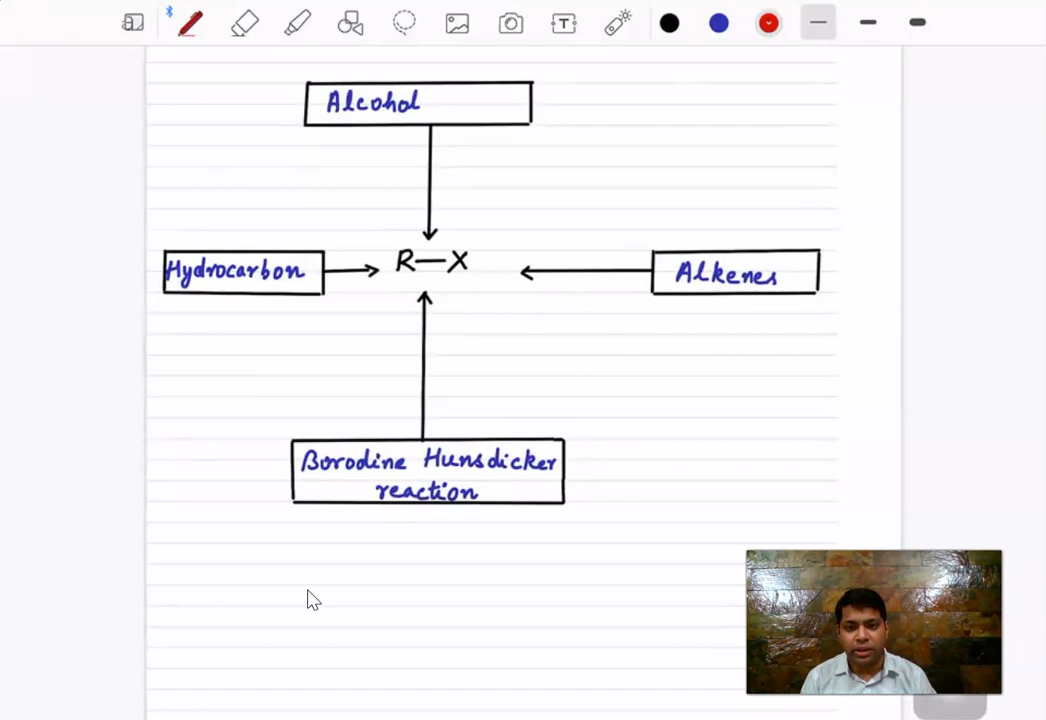 Alcohol
Hydrocarbon
R-X
Alkenes
Borodine Hunsdicker
reaction